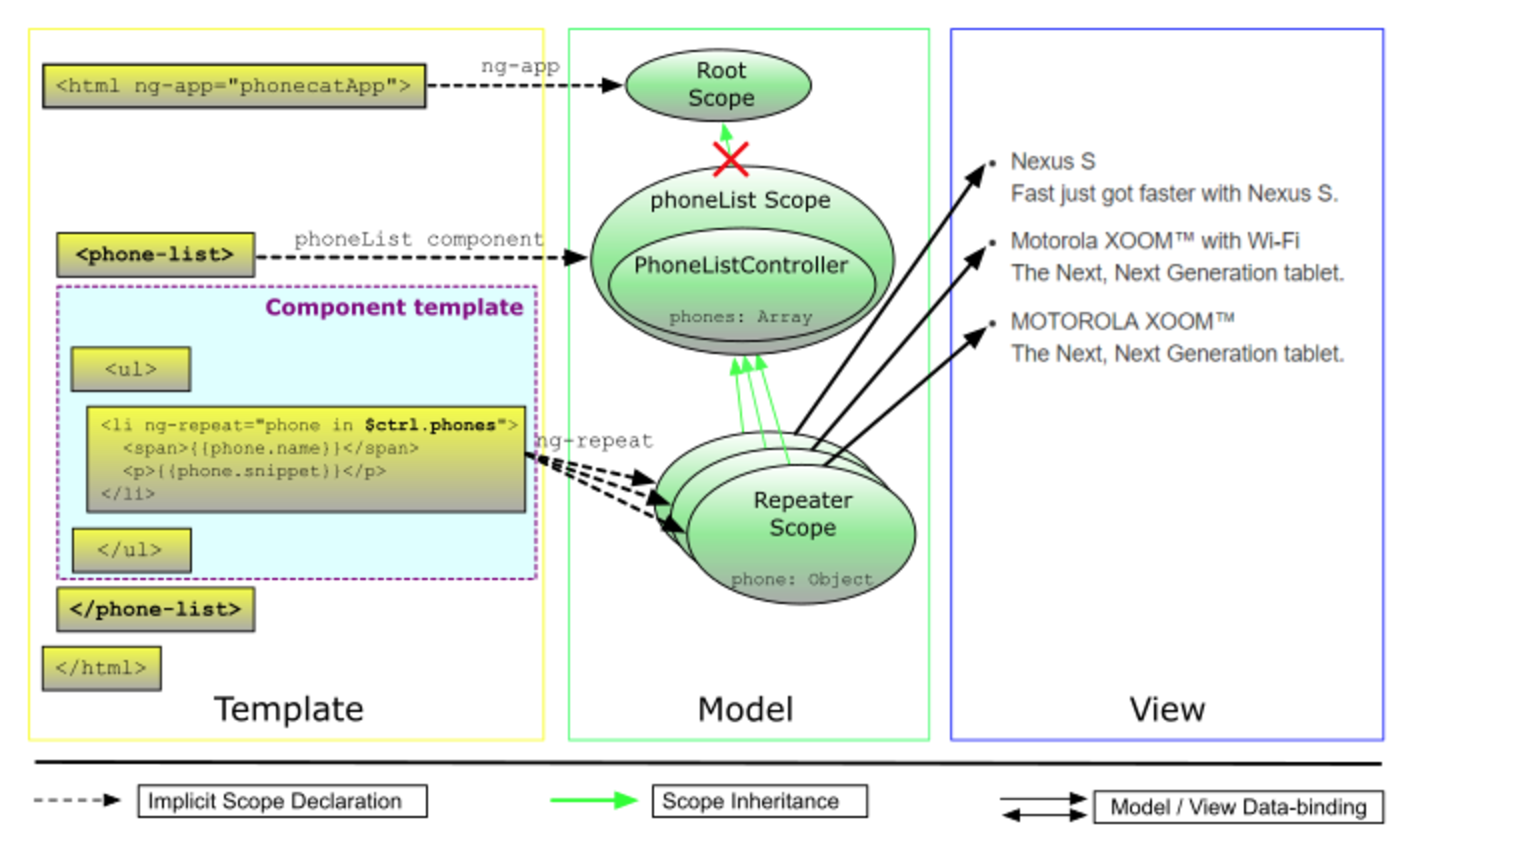 <html ng-app="phonecatApp">
ng-app
Root
Scope
<phone-list>
phoneList component
phoneList Scope
PhoneListController
phones: Array
Component template
<ul>
<li ng-repeat="phone in $ctrl.phones">
<span>{{phone.name}}</span>
<p>{{phone.snippet}}</p>
</li>
ng-repeat
</ul>
</phone-list>
</html>
Repeater
Scope
phone: Object
• Nexus S
Fast just got faster with Nexus S.
• Motorola XOOM™ with Wi-Fi
The Next, Next Generation tablet.
• MOTOROLA XOOM™
The Next, Next Generation tablet.
Template
Model
View
Implicit Scope Declaration
Scope Inheritance
Model / View Data-binding